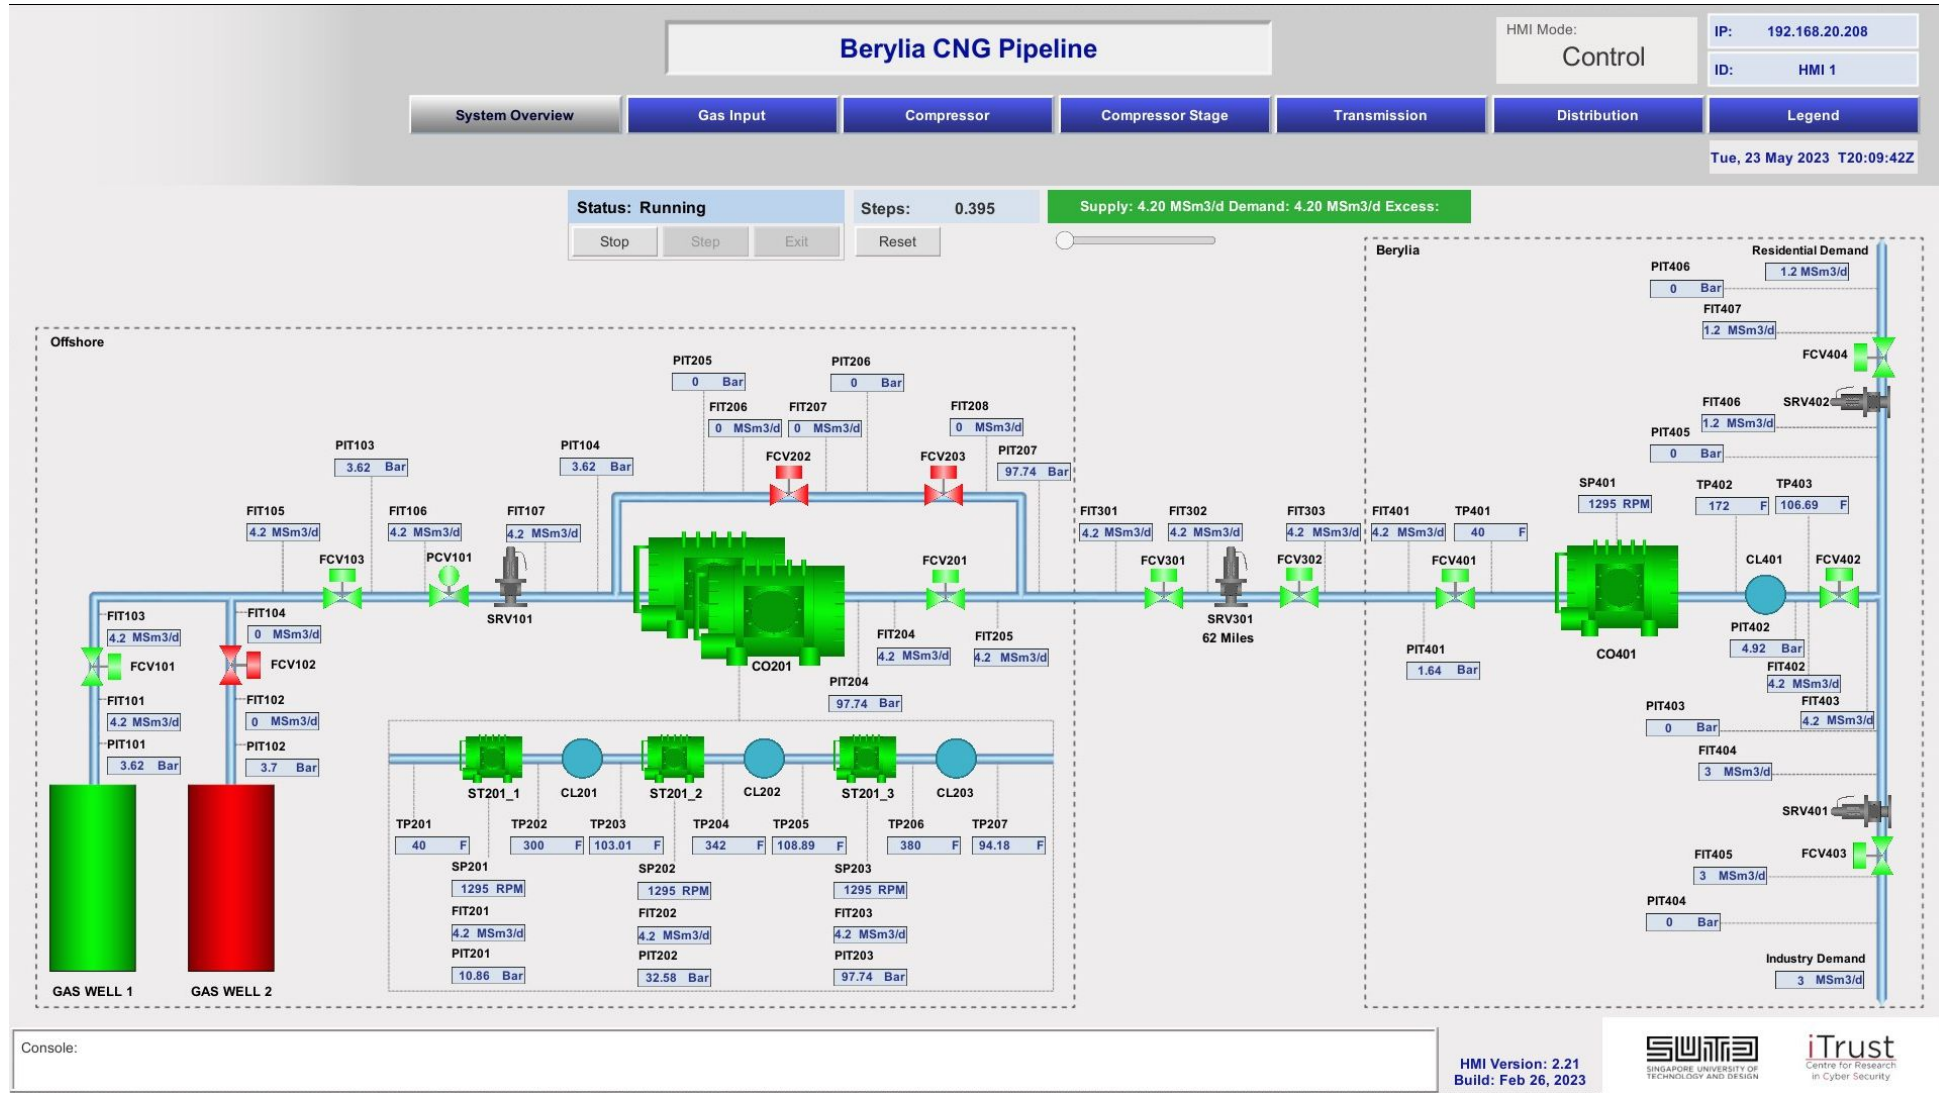 Berylia CNG Pipeline
HMI Mode:
Control
IP: 192.168.20.208
ID: HMI 1
System Overview
Gas Input
Compressor
Compressor Stage
Transmission
Distribution
Legend
Tue, 23 May 2023 T20:09:42Z
Status: Running
Stop
Step
Exit
Steps: 0.395
Reset
Supply: 4.20 MSm3/d Demand: 4.20 MSm3/d Excess:
Offshore
PIT205
0 Bar
PIT206
0 Bar
FIT206
0 MSm3/d
FIT207
0 MSm3/d
FIT208
0 MSm3/d
PIT103
3.62 Bar
PIT104
3.62 Bar
FCV202
FCV203
PIT207
97.74 Bar
FIT105
4.2 MSm3/d
FIT106
4.2 MSm3/d
FIT107
4.2 MSm3/d
FCV103
PCV101
FCV201
SRV101
FIT103
4.2 MSm3/d
FIT104
0 MSm3/d
FCV101
FCV102
FIT101
4.2 MSm3/d
FIT102
0 MSm3/d
PIT101
3.62 Bar
PIT102
3.7 Bar
GAS WELL 1
GAS WELL 2
CO201
FIT204
4.2 MSm3/d
FIT205
4.2 MSm3/d
PIT204
97.74 Bar
ST201_1
CL201
ST201_2
CL202
ST201_3
CL203
TP201
40 F
TP202
300 F
TP203
103.01 F
TP204
342 F
TP205
108.89 F
TP206
380 F
TP207
94.18 F
SP201
1295 RPM
SP202
1295 RPM
SP203
1295 RPM
FIT201
4.2 MSm3/d
FIT202
4.2 MSm3/d
FIT203
4.2 MSm3/d
PIT201
10.86 Bar
PIT202
32.58 Bar
PIT203
97.74 Bar
FIT301
4.2 MSm3/d
FIT302
4.2 MSm3/d
FIT303
4.2 MSm3/d
FCV301
FCV302
SRV301
62 Miles
Berylia
Residential Demand
1.2 MSm3/d
PIT406
0 Bar
FIT407
1.2 MSm3/d
FCV404
SRV402
FIT406
1.2 MSm3/d
PIT405
0 Bar
SP401
1295 RPM
TP402
172 F
TP403
106.69 F
FIT401
4.2 MSm3/d
TP401
40 F
FCV401
CL401
FCV402
PIT401
1.64 Bar
CO401
PIT402
4.92 Bar
FIT402
4.2 MSm3/d
FIT403
4.2 MSm3/d
PIT403
0 Bar
FIT404
3 MSm3/d
SRV401
FIT405
3 MSm3/d
FCV403
PIT404
0 Bar
Industry Demand
3 MSm3/d
Console:
HMI Version: 2.21
Build: Feb 26, 2023
SUTD
SINGAPORE UNIVERSITY OF
TECHNOLOGY AND DESIGN
iTrust
Centre for Research
in Cyber Security